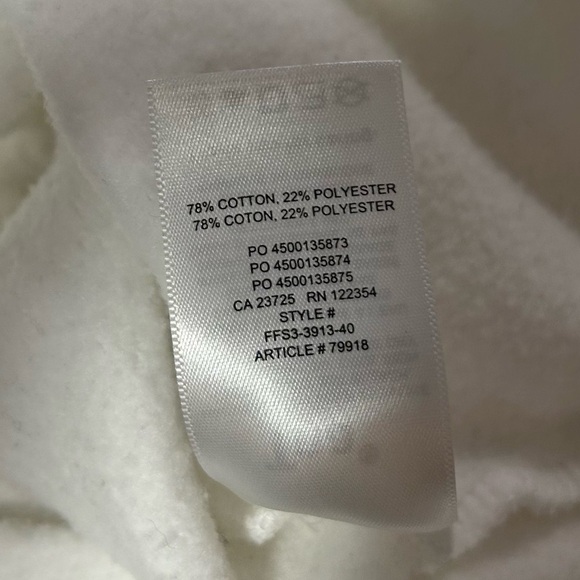 78% COTTON, 22% POLYESTER
78% COTON, 22% POLYESTER
PO 4500135873
PO 4500135874
PO 4500135875
CA 23725 RN 122354
STYLE #
FFS3-3913-40
ARTICLE # 79918